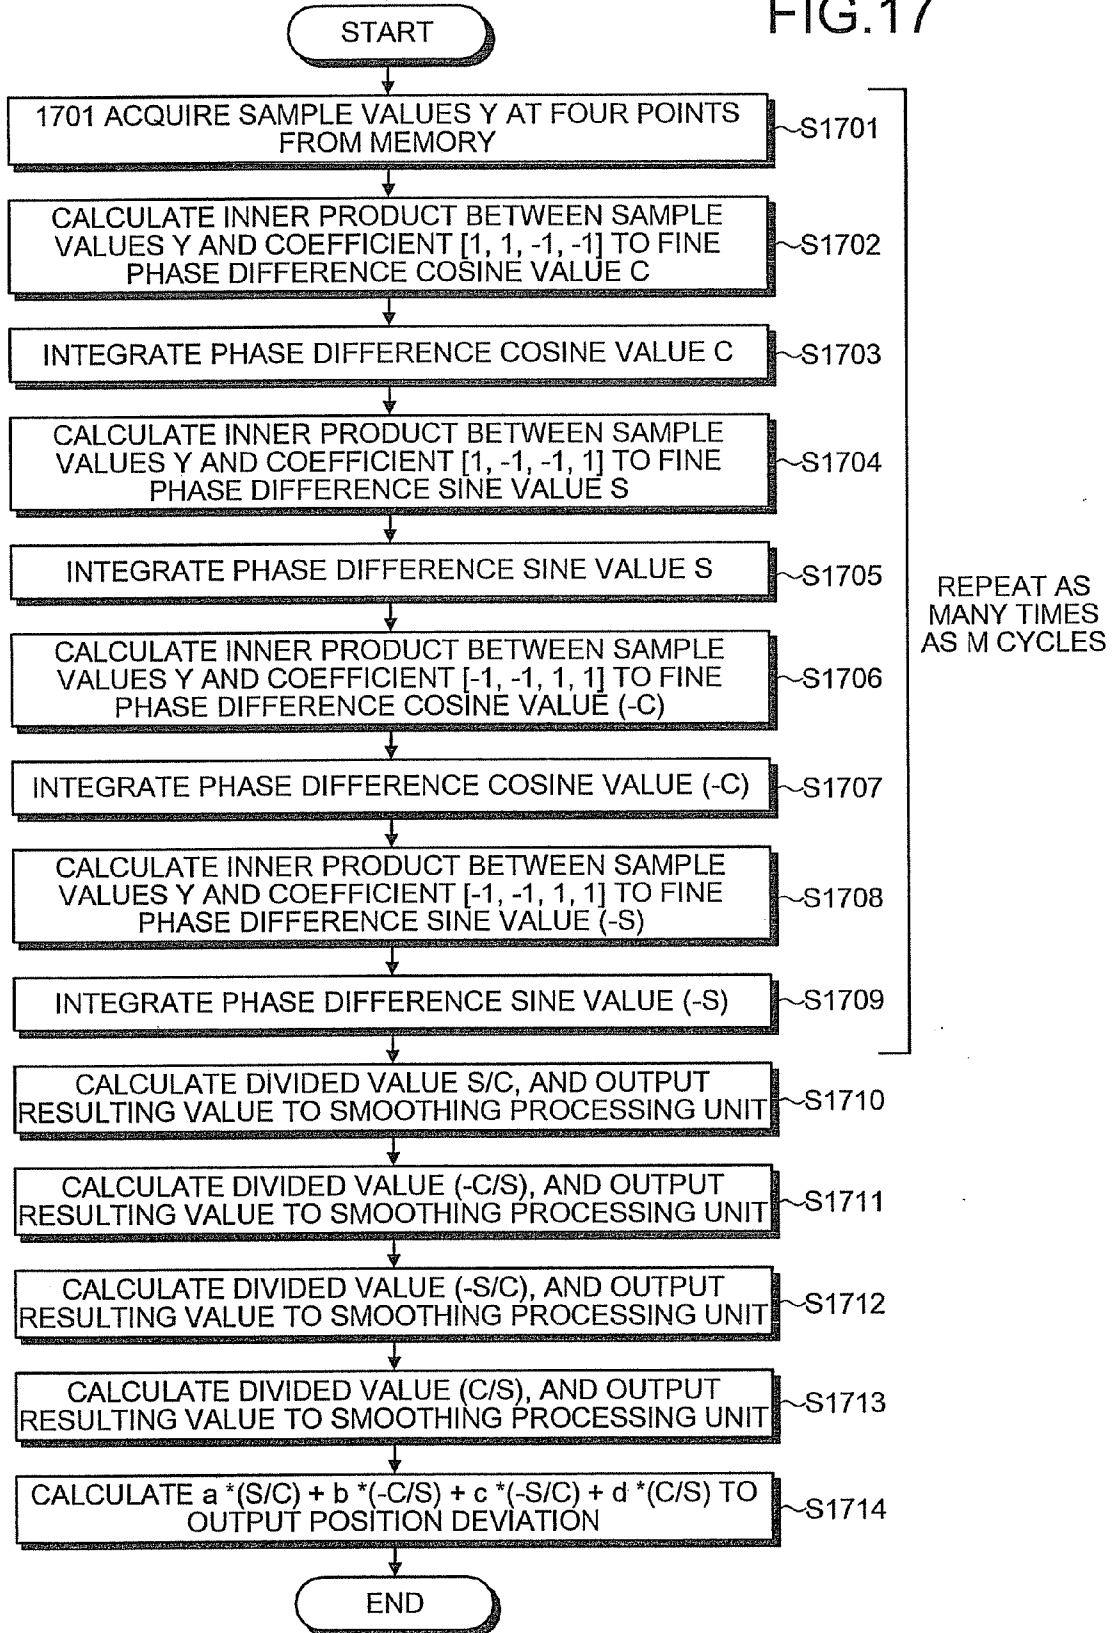 FIG.17
START
1701 ACQUIRE SAMPLE VALUES Y AT FOUR POINTS
FROM MEMORY
S1701
CALCULATE INNER PRODUCT BETWEEN SAMPLE
VALUES Y AND COEFFICIENT [1, 1, -1, -1] TO FINE
PHASE DIFFERENCE COSINE VALUE C
S1702
INTEGRATE PHASE DIFFERENCE COSINE VALUE C
S1703
CALCULATE INNER PRODUCT BETWEEN SAMPLE
VALUES Y AND COEFFICIENT [1, -1, -1, 1] TO FINE
PHASE DIFFERENCE SINE VALUE S
S1704
INTEGRATE PHASE DIFFERENCE SINE VALUE S
S1705
REPEAT AS
MANY TIMES
AS M CYCLES
CALCULATE INNER PRODUCT BETWEEN SAMPLE
VALUES Y AND COEFFICIENT [-1, -1, 1, 1] TO FINE
PHASE DIFFERENCE COSINE VALUE (-C)
S1706
INTEGRATE PHASE DIFFERENCE COSINE VALUE (-C)
S1707
CALCULATE INNER PRODUCT BETWEEN SAMPLE
VALUES Y AND COEFFICIENT [-1, -1, 1, 1] TO FINE
PHASE DIFFERENCE SINE VALUE (-S)
S1708
INTEGRATE PHASE DIFFERENCE SINE VALUE (-S)
S1709
CALCULATE DIVIDED VALUE S/C, AND OUTPUT
RESULTING VALUE TO SMOOTHING PROCESSING UNIT
S1710
CALCULATE DIVIDED VALUE (-C/S), AND OUTPUT
RESULTING VALUE TO SMOOTHING PROCESSING UNIT
S1711
CALCULATE DIVIDED VALUE (-S/C), AND OUTPUT
RESULTING VALUE TO SMOOTHING PROCESSING UNIT
S1712
CALCULATE DIVIDED VALUE (C/S), AND OUTPUT
RESULTING VALUE TO SMOOTHING PROCESSING UNIT
S1713
CALCULATE a *(S/C) + b *(-C/S) + c *(-S/C) + d *(C/S) TO
OUTPUT POSITION DEVIATION
S1714
END